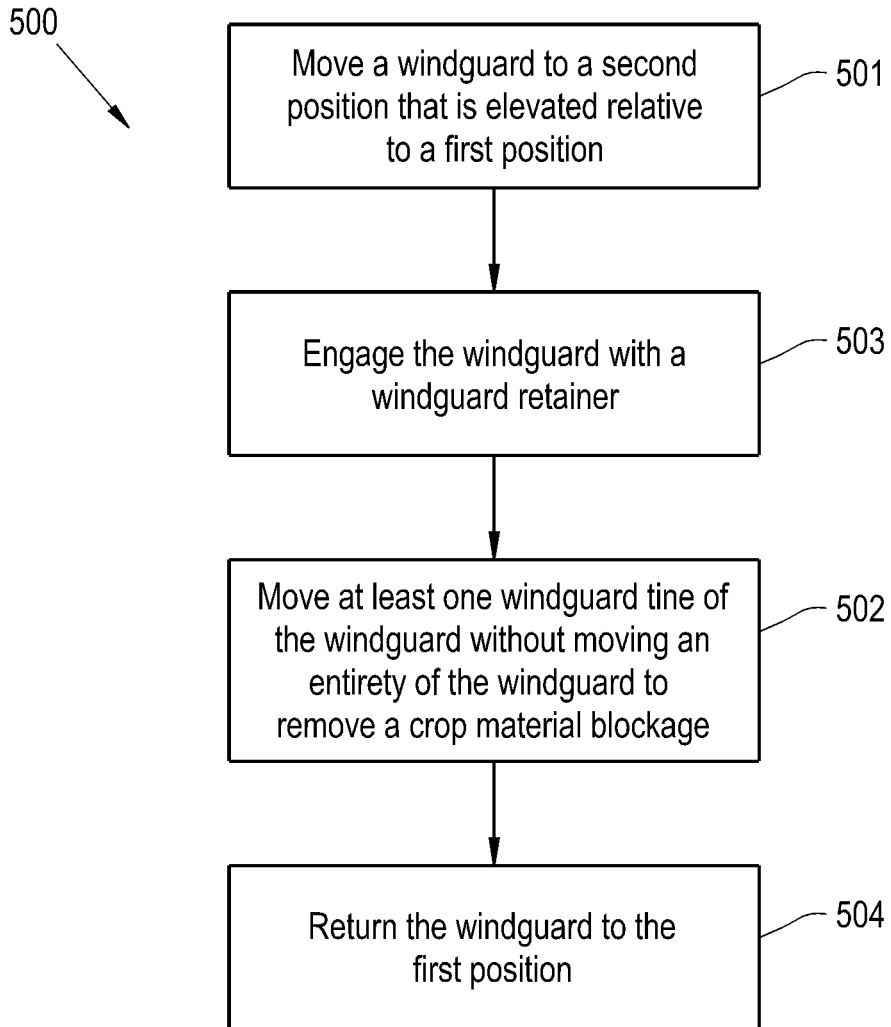 500
Move a windguard to a second
position that is elevated relative
to a first position
501
Engage the windguard with a
windguard retainer
503
Move at least one windguard tine of
the windguard without moving an
entirety of the windguard to
remove a crop material blockage
502
Return the windguard to the
first position
504